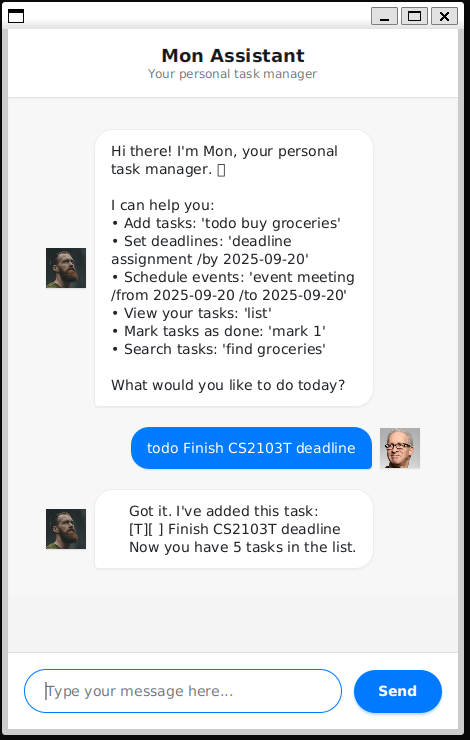 Mon Assistant
Your personal task manager
Hi there! I'm Mon, your personal
task manager. 
I can help you:
• Add tasks: 'todo buy groceries'
• Set deadlines: 'deadline
assignment /by 2025-09-20'
• Schedule events: 'event meeting
/from 2025-09-20 /to 2025-09-20'
• View your tasks: 'list'
• Mark tasks as done: 'mark 1'
• Search tasks: 'find groceries'
What would you like to do today?
todo Finish CS2103T deadline
Got it. I've added this task:
[T][ ] Finish CS2103T deadline
Now you have 5 tasks in the list.
Type your message here...
Send